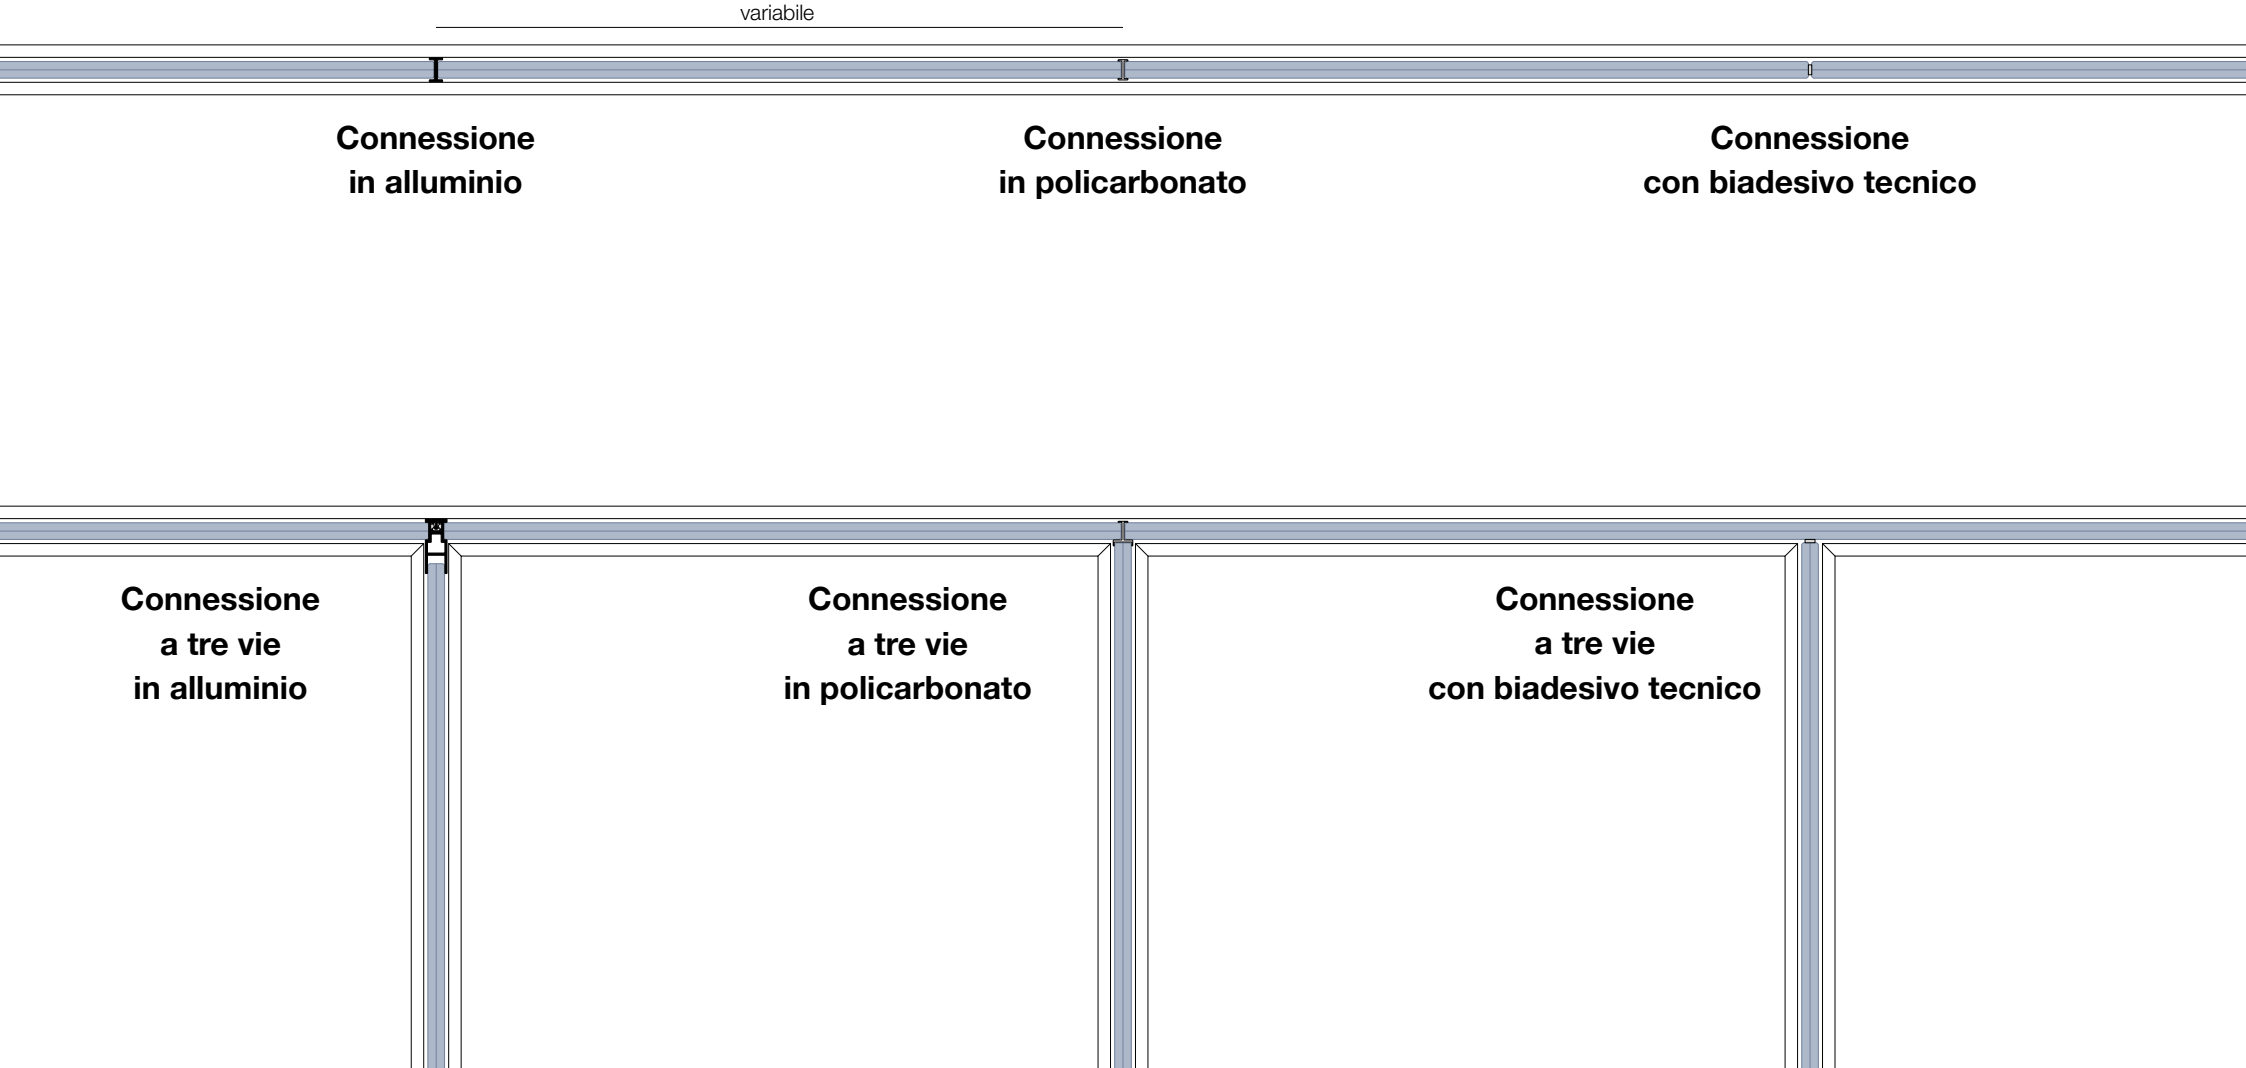 variabile
Connessione
in alluminio
Connessione
in policarbonato
Connessione
con biadesivo tecnico
Connessione
a tre vie
in alluminio
Connessione
a tre vie
in policarbonato
Connessione
a tre vie
con biadesivo tecnico